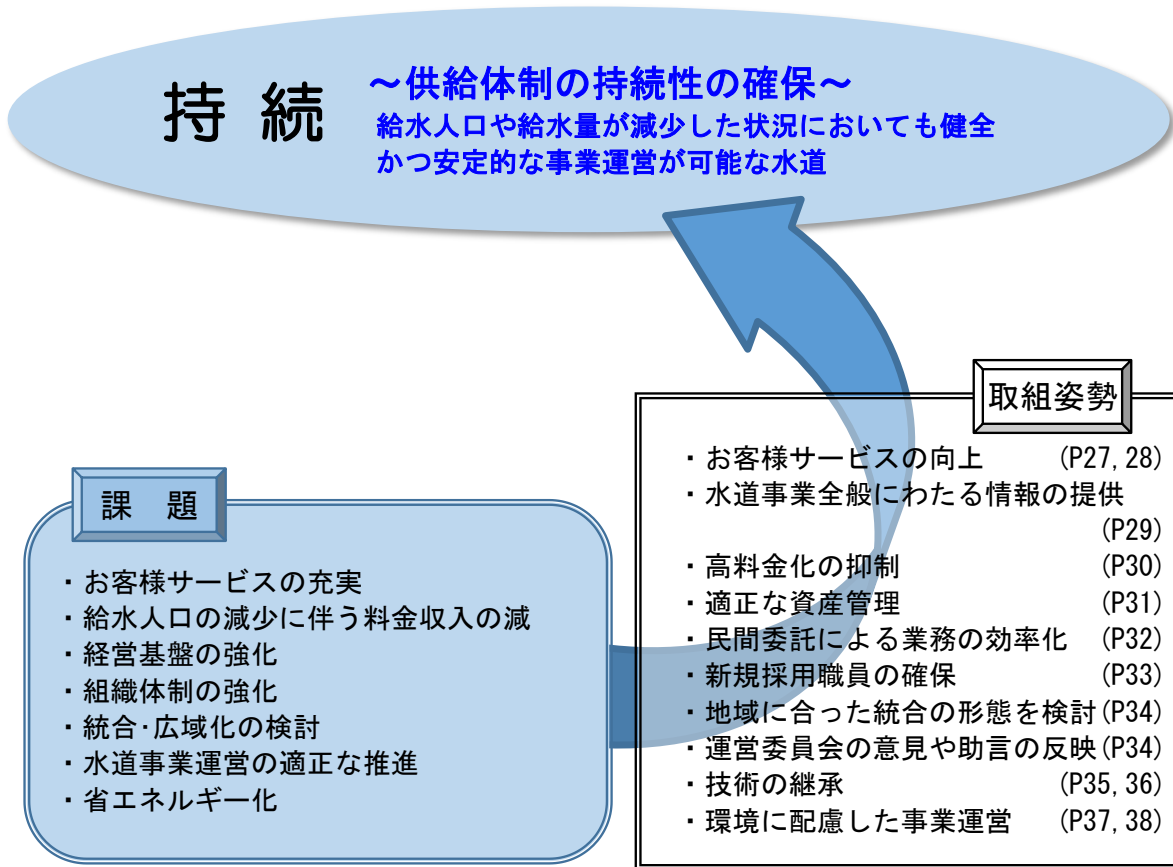 持 続
～供給体制の持続性の確保～
給水人口や給水量が減少した状況においても健全
かつ安定的な事業運営が可能な水道
課 題
・お客様サービスの充実
・給水人口の減少に伴う料金収入の減
・経営基盤の強化
・組織体制の強化
・統合･広域化の検討
・水道事業運営の適正な推進
・省エネルギー化
取組姿勢
・お客様サービスの向上 (P27, 28)
・水道事業全般にわたる情報の提供
(P29)
・高料金化の抑制 (P30)
・適正な資産管理 (P31)
・民間委託による業務の効率化 (P32)
・新規採用職員の確保 (P33)
・地域に合った統合の形態を検討(P34)
・運営委員会の意見や助言の反映(P34)
・技術の継承 (P35, 36)
・環境に配慮した事業運営 (P37, 38)